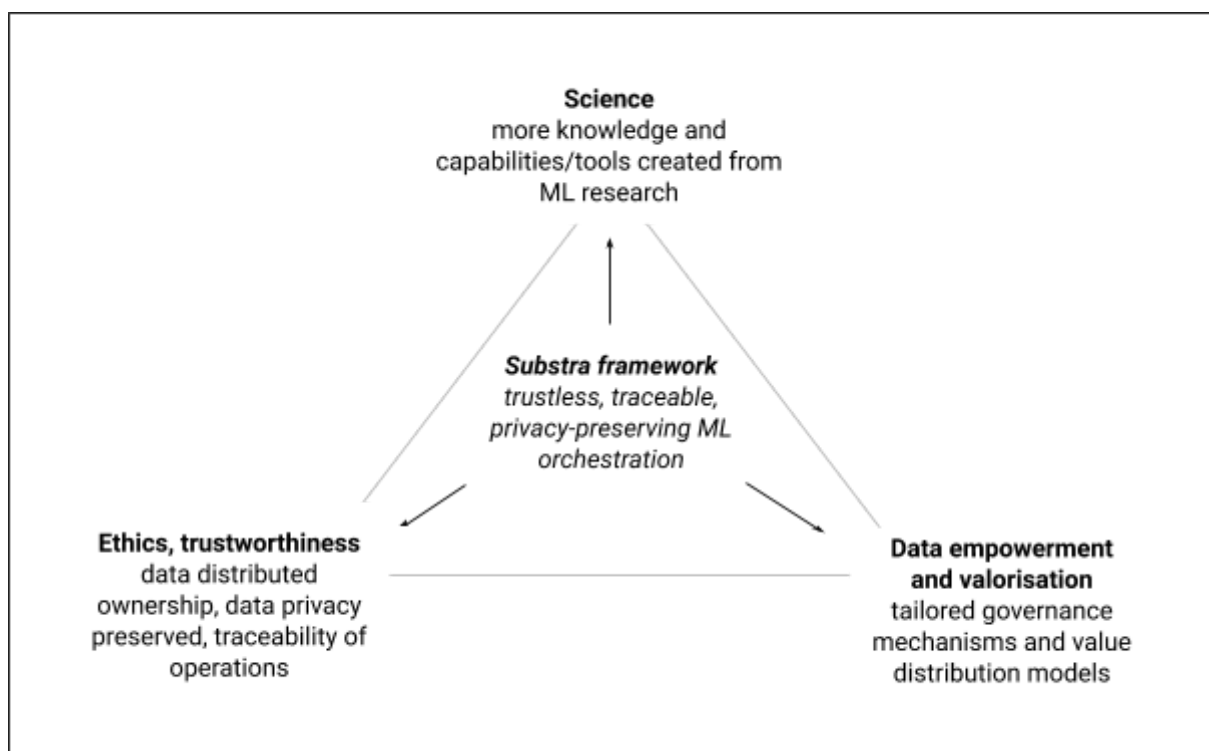 Science
more knowledge and
capabilities/tools created from
ML research
Substra framework
trustless, traceable,
privacy-preserving ML
orchestration
Ethics, trustworthiness
data distributed
ownership, data privacy
preserved, traceability of
operations
Data empowerment
and valorisation
tailored governance
mechanisms and value
distribution models